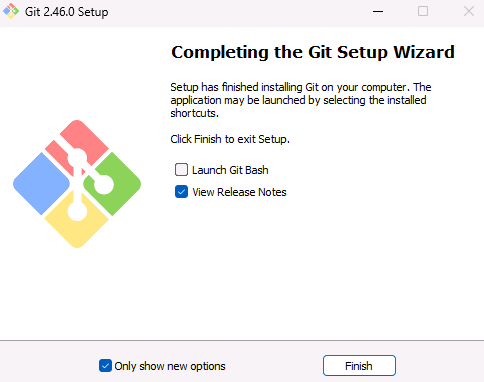 Git 2.46.0 Setup
Completing the Git Setup Wizard
Setup has finished installing Git on your computer. The
application may be launched by selecting the installed
shortcuts.
Click Finish to exit Setup.
Launch Git Bash
View Release Notes
Only show new options
Finish